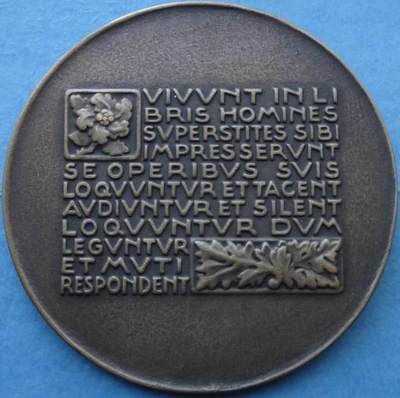 VIVVNT IN LI
BRIS HOMINES
SVPERSTITES SIBI
IMPRESSERVNT
SE OPERIBVS SVIS
LOQVVNTVR ET TACENT
AVDIVNTVR ET SILENT
LOQVVNTVR DVM
LEGVNTVR
ET MVTI
RESPONDENT